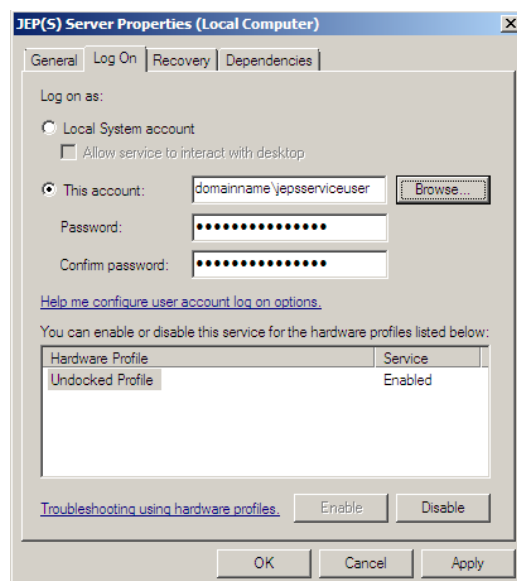 JEP(S) Server Properties (Local Computer)
General Log On Recovery Dependencies
Log on as:
Local System account
Allow service to interact with desktop
This account: domainname\jepsserviceuser Browse...
Password: •••••••••••••••
Confirm password: •••••••••••••••
Help me configure user account log on options.
You can enable or disable this service for the hardware profiles listed below:
Hardware Profile Service
Undocked Profile Enabled
Troubleshooting using hardware profiles. Enable Disable
OK Cancel Apply